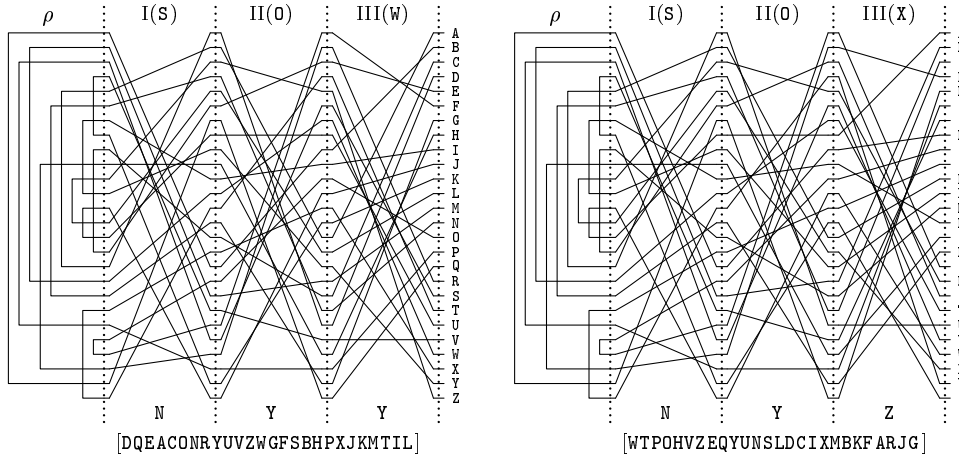 ρ I(S) II(O) III(W)
A
B
C
D
E
F
G
H
I
J
K
L
M
N
O
P
Q
R
S
T
U
V
W
X
Y
Z
N Y Y
[DQEACONRYUVZWGFSBHPXJKMTIL]
ρ I(S) II(O) III(X)
N Y Z
[WTPOHVZEQYUNSLDCIXMBKFARJG]